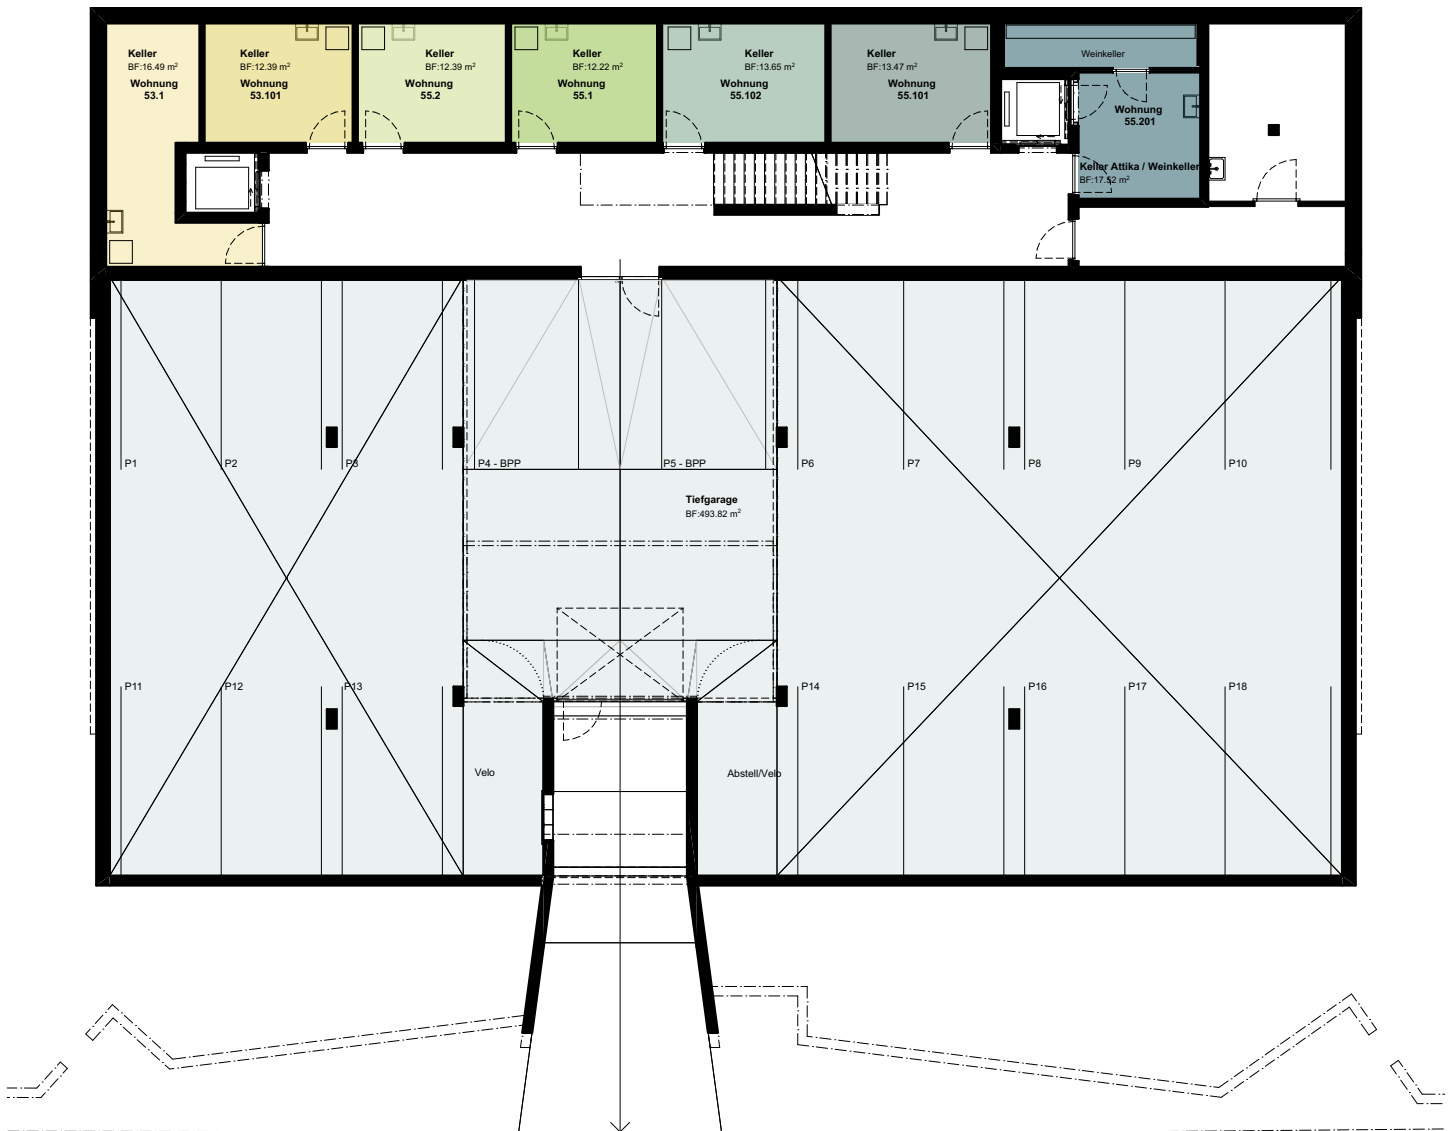 Keller
BF:16.49 m²
Wohnung
53.1
Keller
BF:12.39 m²
Wohnung
53.101
Keller
BF:12.39 m²
Wohnung
55.2
Keller
BF:12.22 m²
Wohnung
55.1
Keller
BF:13.65 m²
Wohnung
55.102
Keller
BF:13.47 m²
Wohnung
55.101
Weinkeller
Wohnung
55.201
Keller Attika / Weinkeller
BF:17.52 m²
P1
P2
P3
P4 - BPP
P5 - BPP
P6
P7
P8
P9
P10
Tiefgarage
BF:493.82 m²
P11
P12
P13
P14
P15
P16
P17
P18
Velo
Abstell/Velo